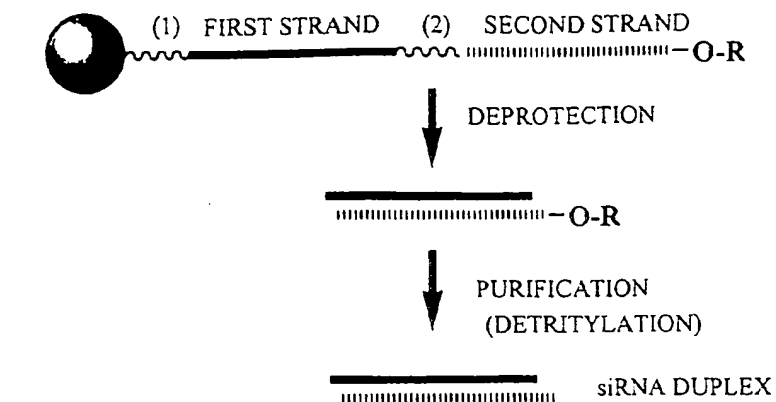 (1) FIRST STRAND (2) SECOND STRAND
O-R
DEPROTECTION
O-R
PURIFICATION
(DETRITYLATION)
siRNA DUPLEX